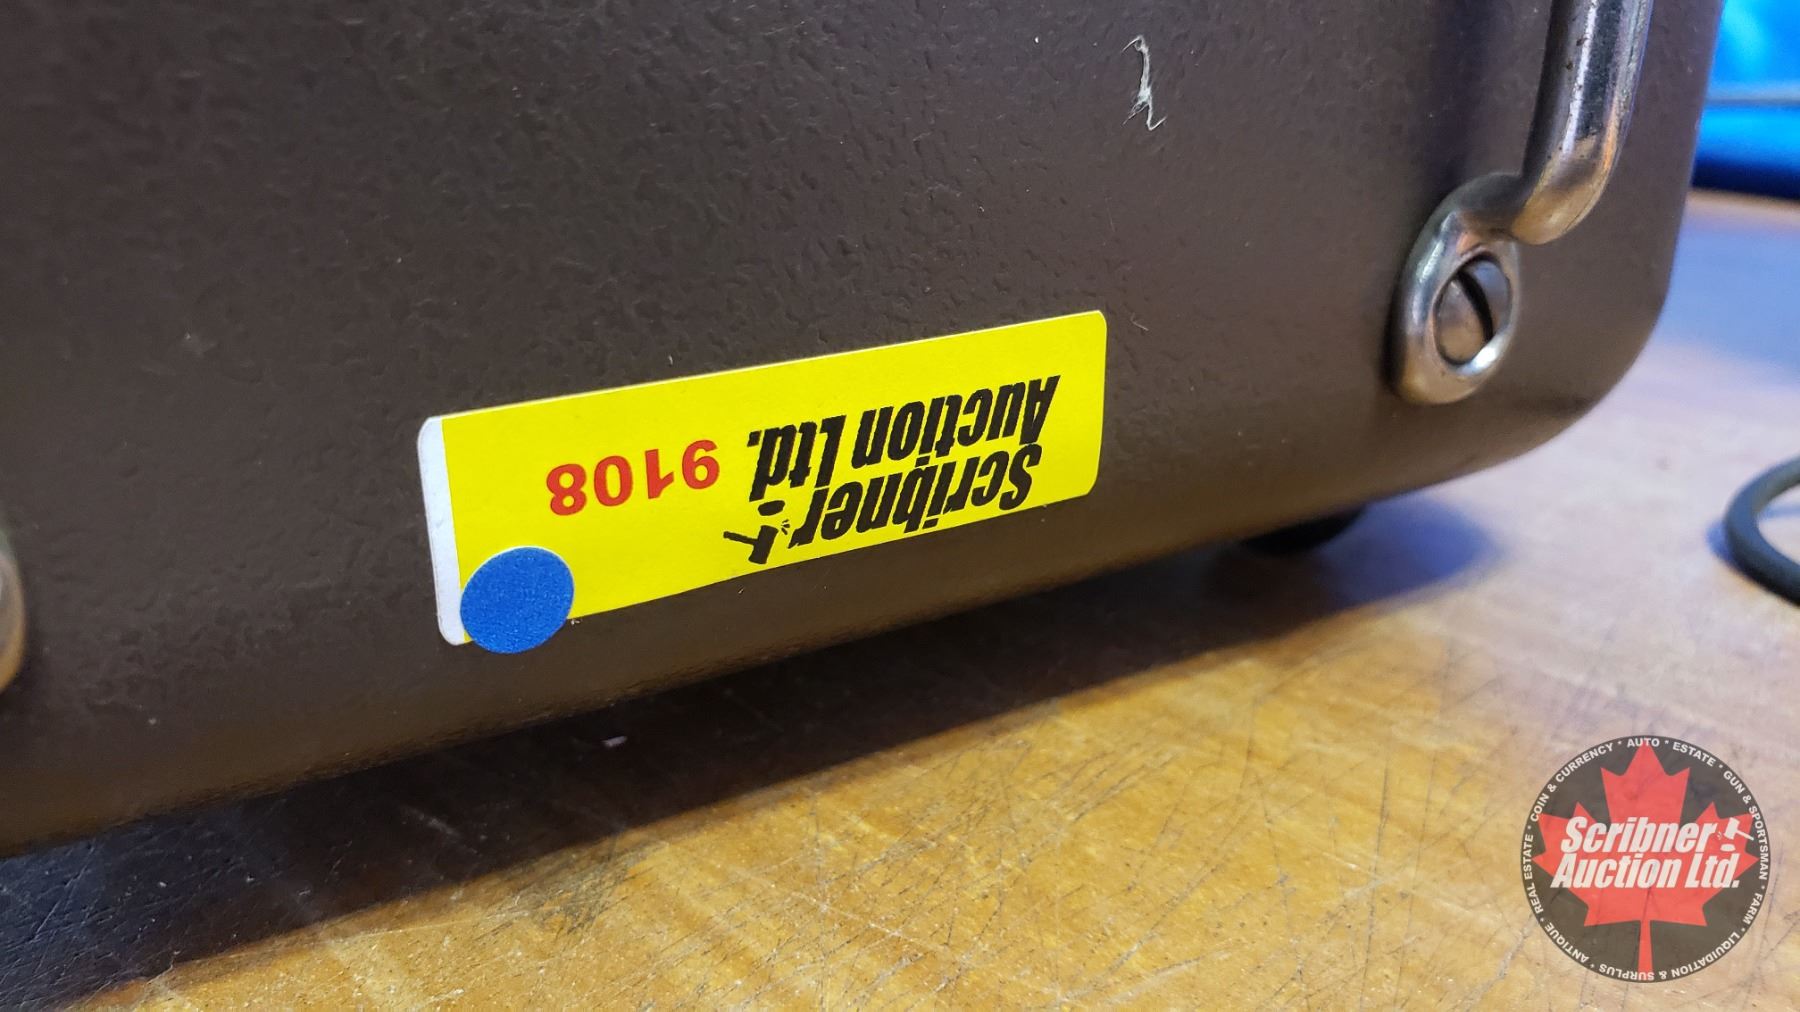 Scribner
Auction Ltd.
9108
REAL ESTATE * COIN & CURRENCY * AUTO * ESTATE * GUN & SPORTSMAN * FARM * LIQUIDATION & SURPLUS * ANTIQUE *
Scribner
Auction Ltd.